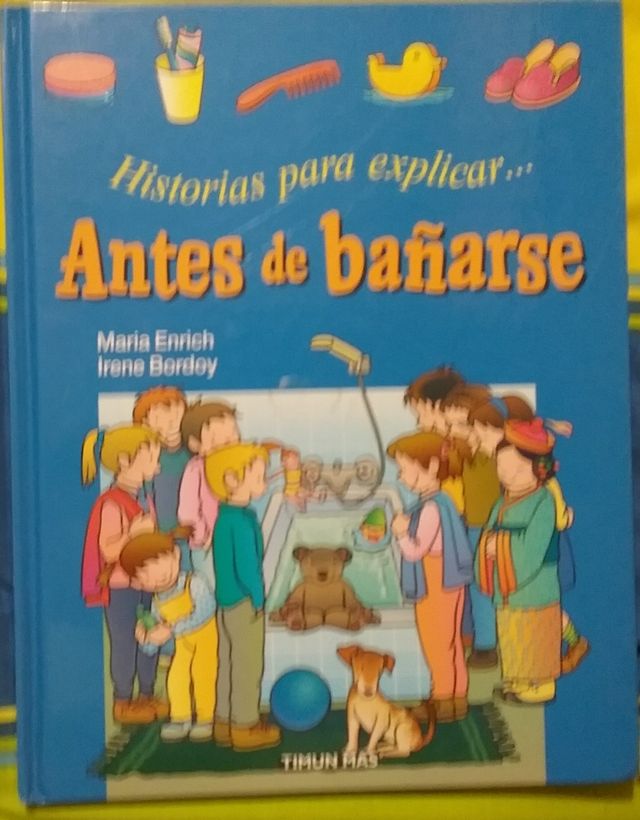 Historias para explicar...
Antes de bañarse
Maria Enrich
Irene Bordoy
TIMUN MAS